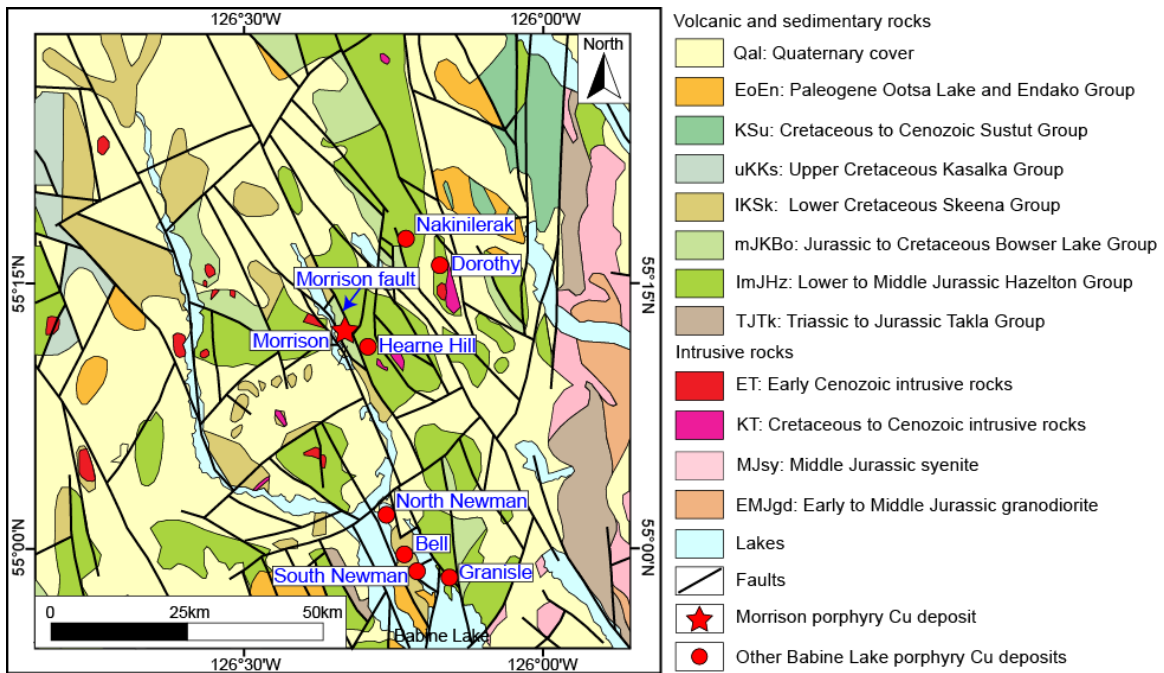 126°30'W
126°00'W
North
Nakinilerak
Dorothy
55°15'N
55°15'N
Morrison fault
Morrison
Hearne Hill
North Newman
Bell
55°00'N
55°00'N
South Newman
Granisle
0
25km
50km
Babine Lake
126°30'W
126°00'W
Volcanic and sedimentary rocks
Qal: Quaternary cover
EoEn: Paleogene Ootsa Lake and Endako Group
KSu: Cretaceous to Cenozoic Sustut Group
uKKs: Upper Cretaceous Kasalka Group
lKSk: Lower Cretaceous Skeena Group
mJKBo: Jurassic to Cretaceous Bowser Lake Group
lmJHz: Lower to Middle Jurassic Hazelton Group
TJTk: Triassic to Jurassic Takla Group
Intrusive rocks
ET: Early Cenozoic intrusive rocks
KT: Cretaceous to Cenozoic intrusive rocks
MJsy: Middle Jurassic syenite
EMJgd: Early to Middle Jurassic granodiorite
Lakes
Faults
Morrison porphyry Cu deposit
Other Babine Lake porphyry Cu deposits